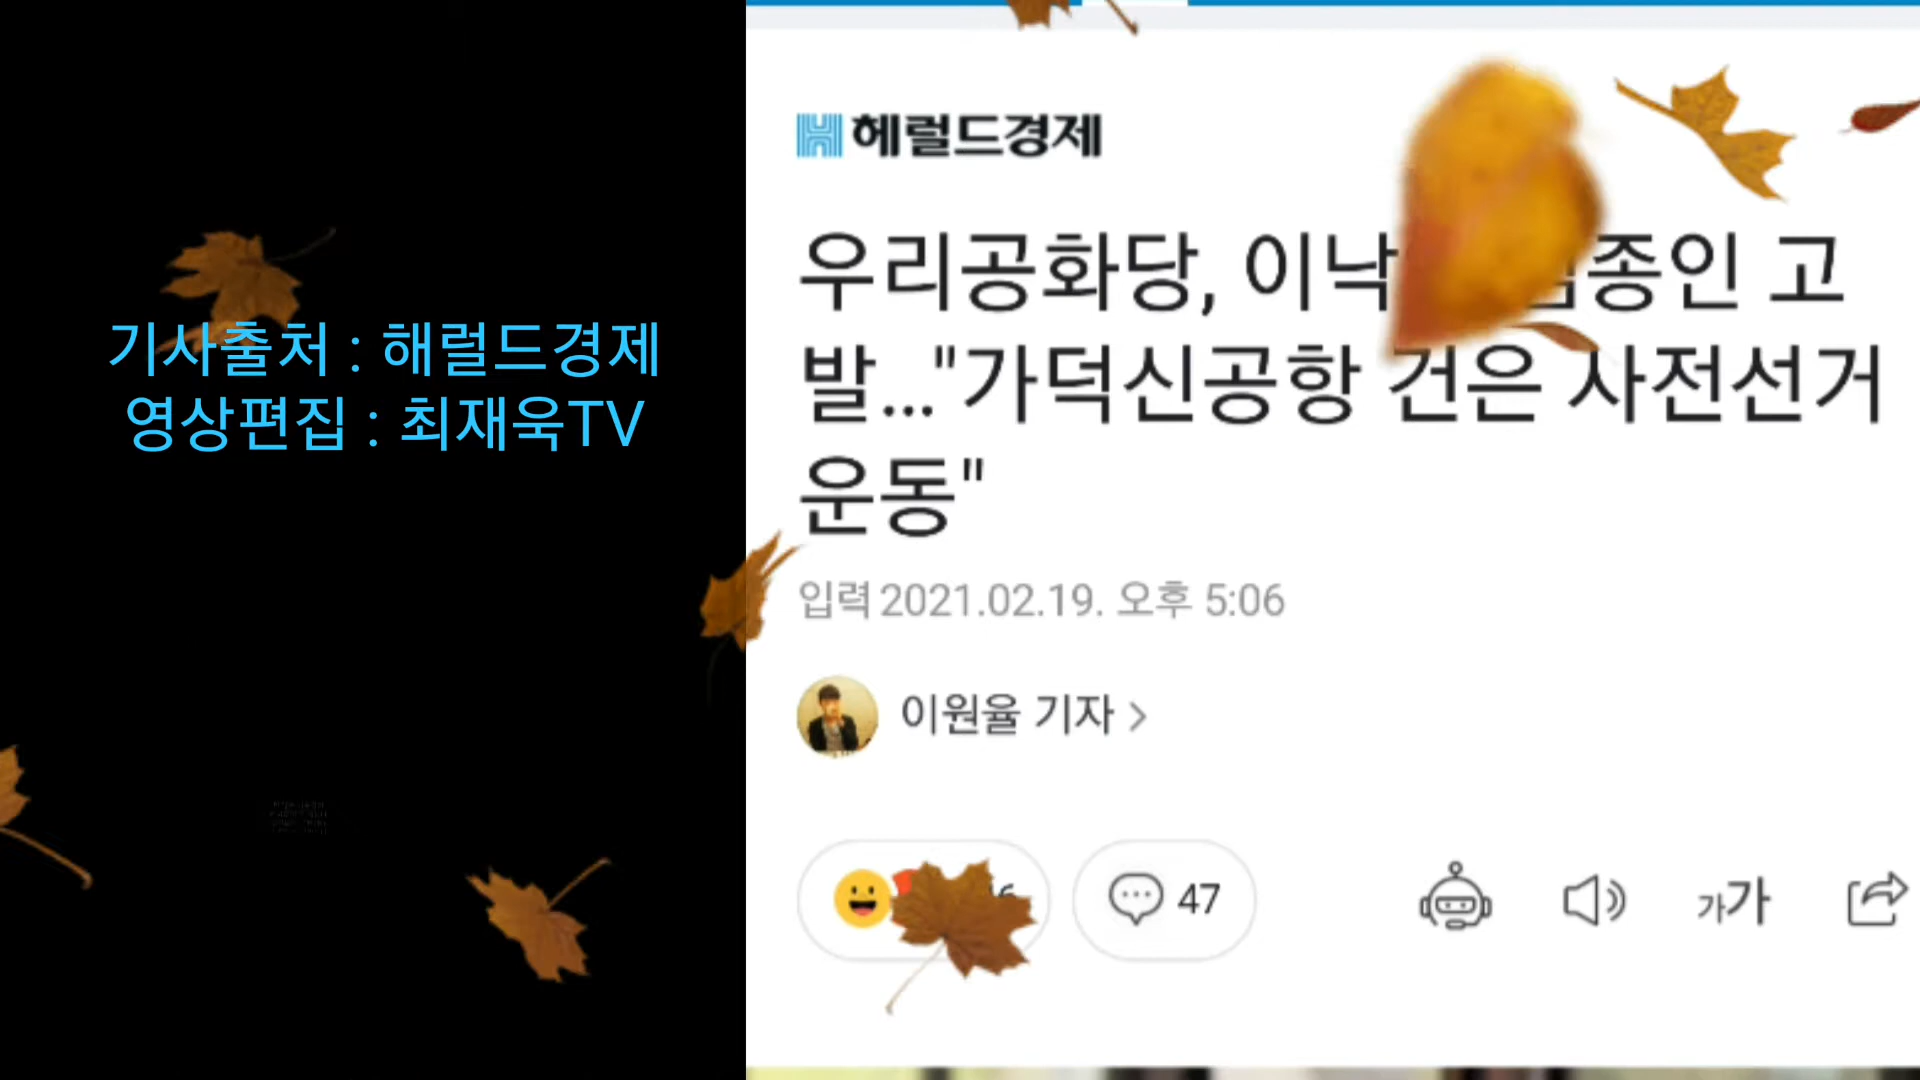 기사출처 : 해럴드경제
영상편집 : 최재욱TV
헤럴드경제
우리공화당, 이낙 종인 고
발..."가덕신공항 건은 사전선거
운동"
입력 2021.02.19. 오후 5:06
이원율 기자 >
47
가가